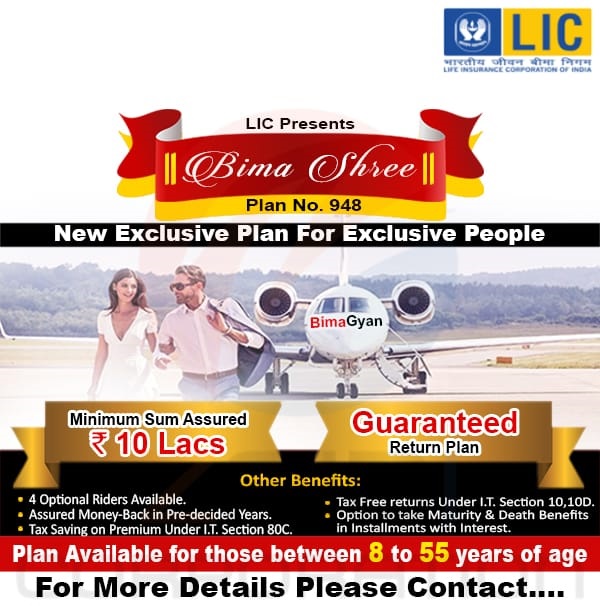 LIC
भारतीय जीवन बीमा निगम
LIFE INSURANCE CORPORATION OF INDIA
LIC Presents
|| Bima Shree ||
Plan No. 948
New Exclusive Plan For Exclusive People
BimaGyan
Minimum Sum Assured
₹ 10 Lacs
Guaranteed
Return Plan
Other Benefits:
• 4 Optional Riders Available.
• Assured Money-Back in Pre-decided Years.
• Tax Saving on Premium Under I.T. Section 80C.
• Tax Free returns Under I.T. Section 10,10D.
• Option to take Maturity & Death Benefits
in Installments with Interest.
Plan Available for those between 8 to 55 years of age
For More Details Please Contact....